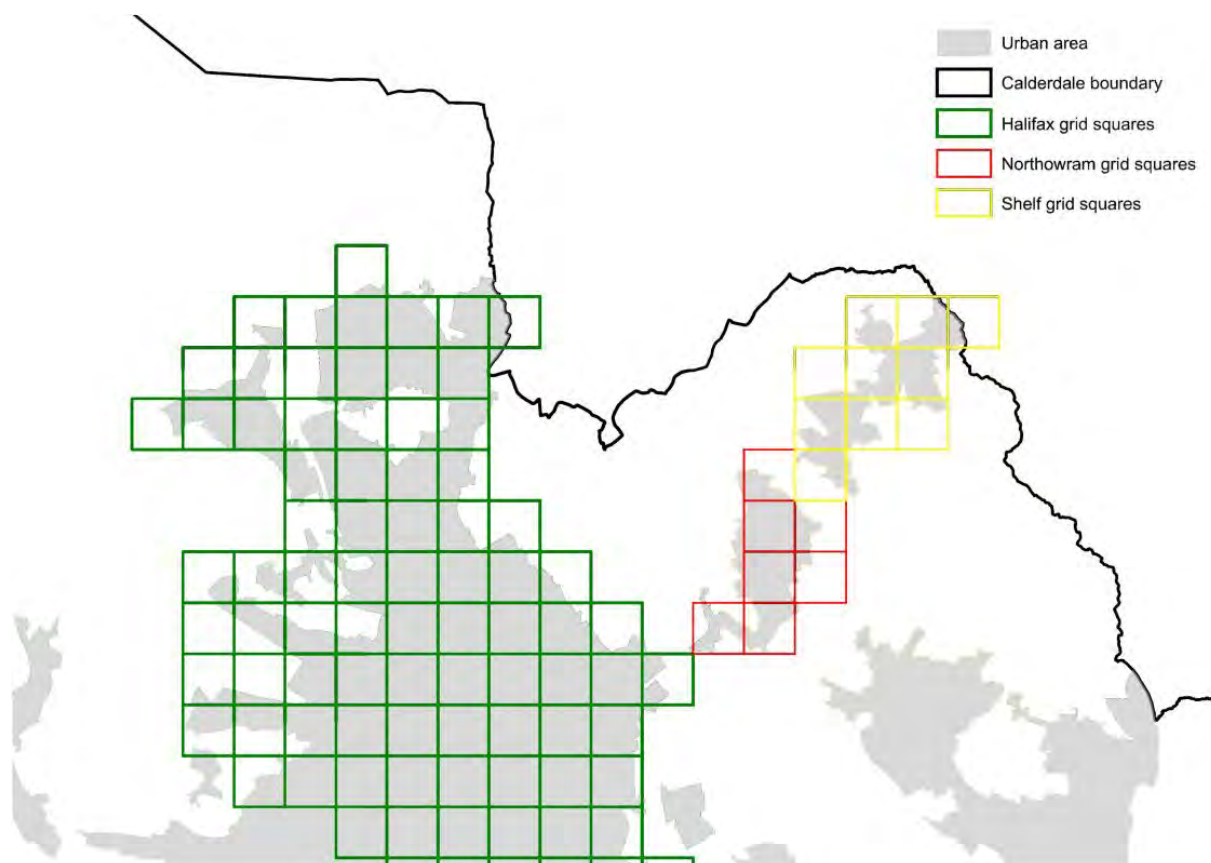 Urban area
Calderdale boundary
Halifax grid squares
Northowram grid squares
Shelf grid squares